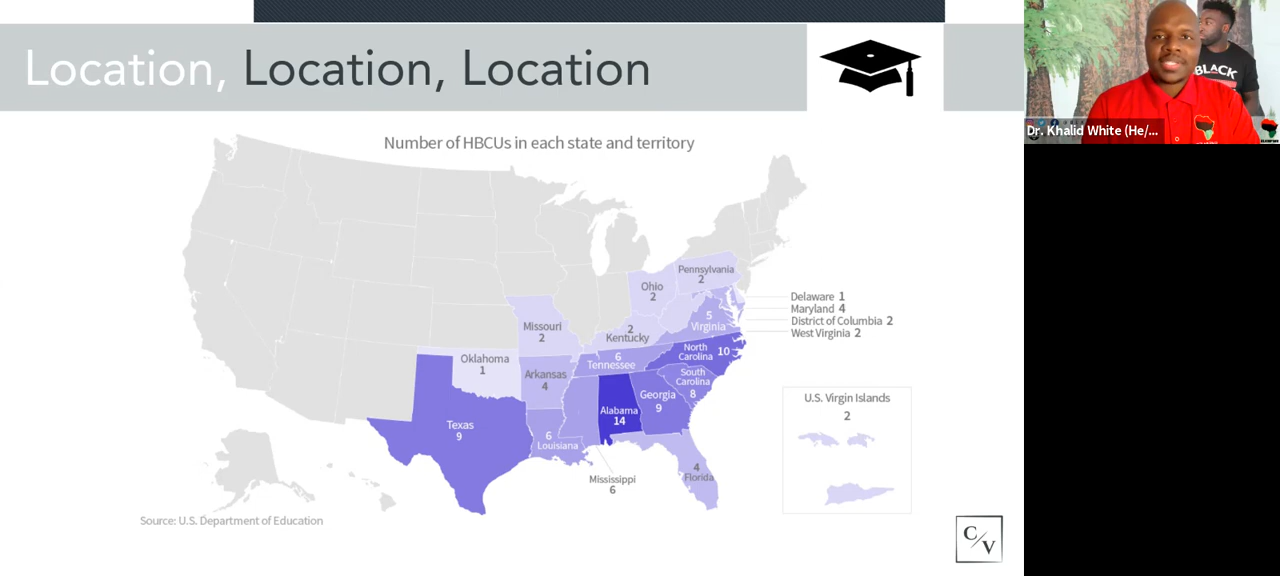 Location, Location, Location
Number of HBCUs in each state and territory
Pennsylvania
2
Ohio
2
Delaware 1
Maryland 4
District of Columbia 2
West Virginia 2
5
Virginia
Missouri
2
2
Kentucky
North
Carolina 10
6
Tennessee
Oklahoma
1
Arkansas
4
South
Carolina
8
Georgia
9
Alabama
14
Texas
9
6
Louisiana
Mississippi
6
4
Florida
U.S. Virgin Islands
2
Source: U.S. Department of Education
C/V
BLACK
Dr. Khalid White (He/...